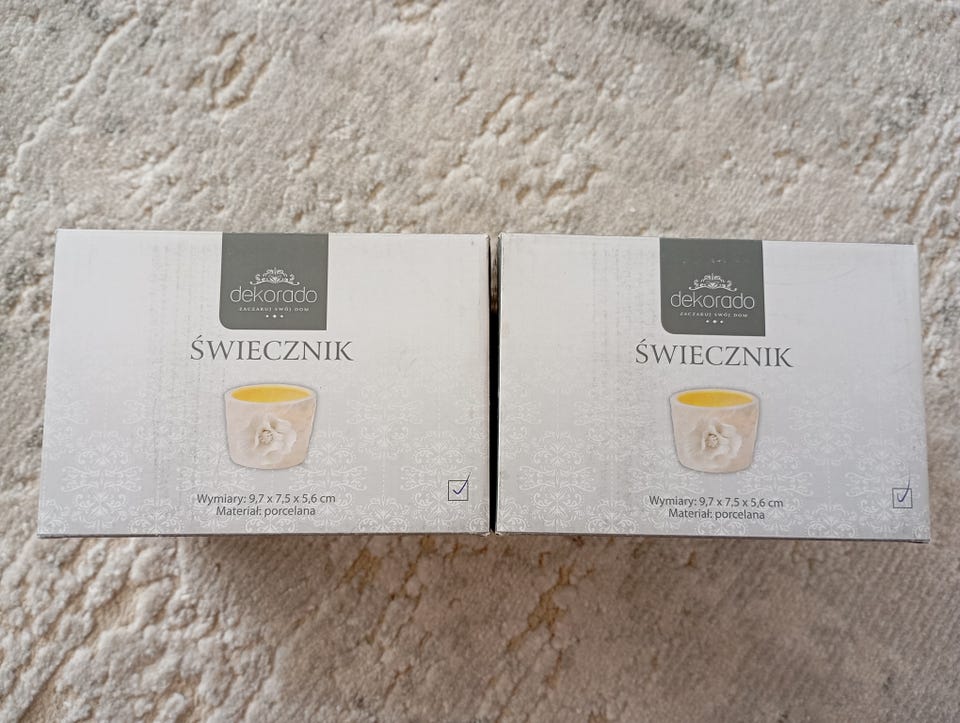 dekorado
ZACZARUJ SWÓJ DOM
ŚWIECZNIK
Wymiary: 9,7 x 7,5 x 5,6 cm
Materiał: porcelana
dekorado
ZACZARUJ SWÓJ DOM
ŚWIECZNIK
Wymiary: 9,7 x 7,5 x 5,6 cm
Materiał: porcelana